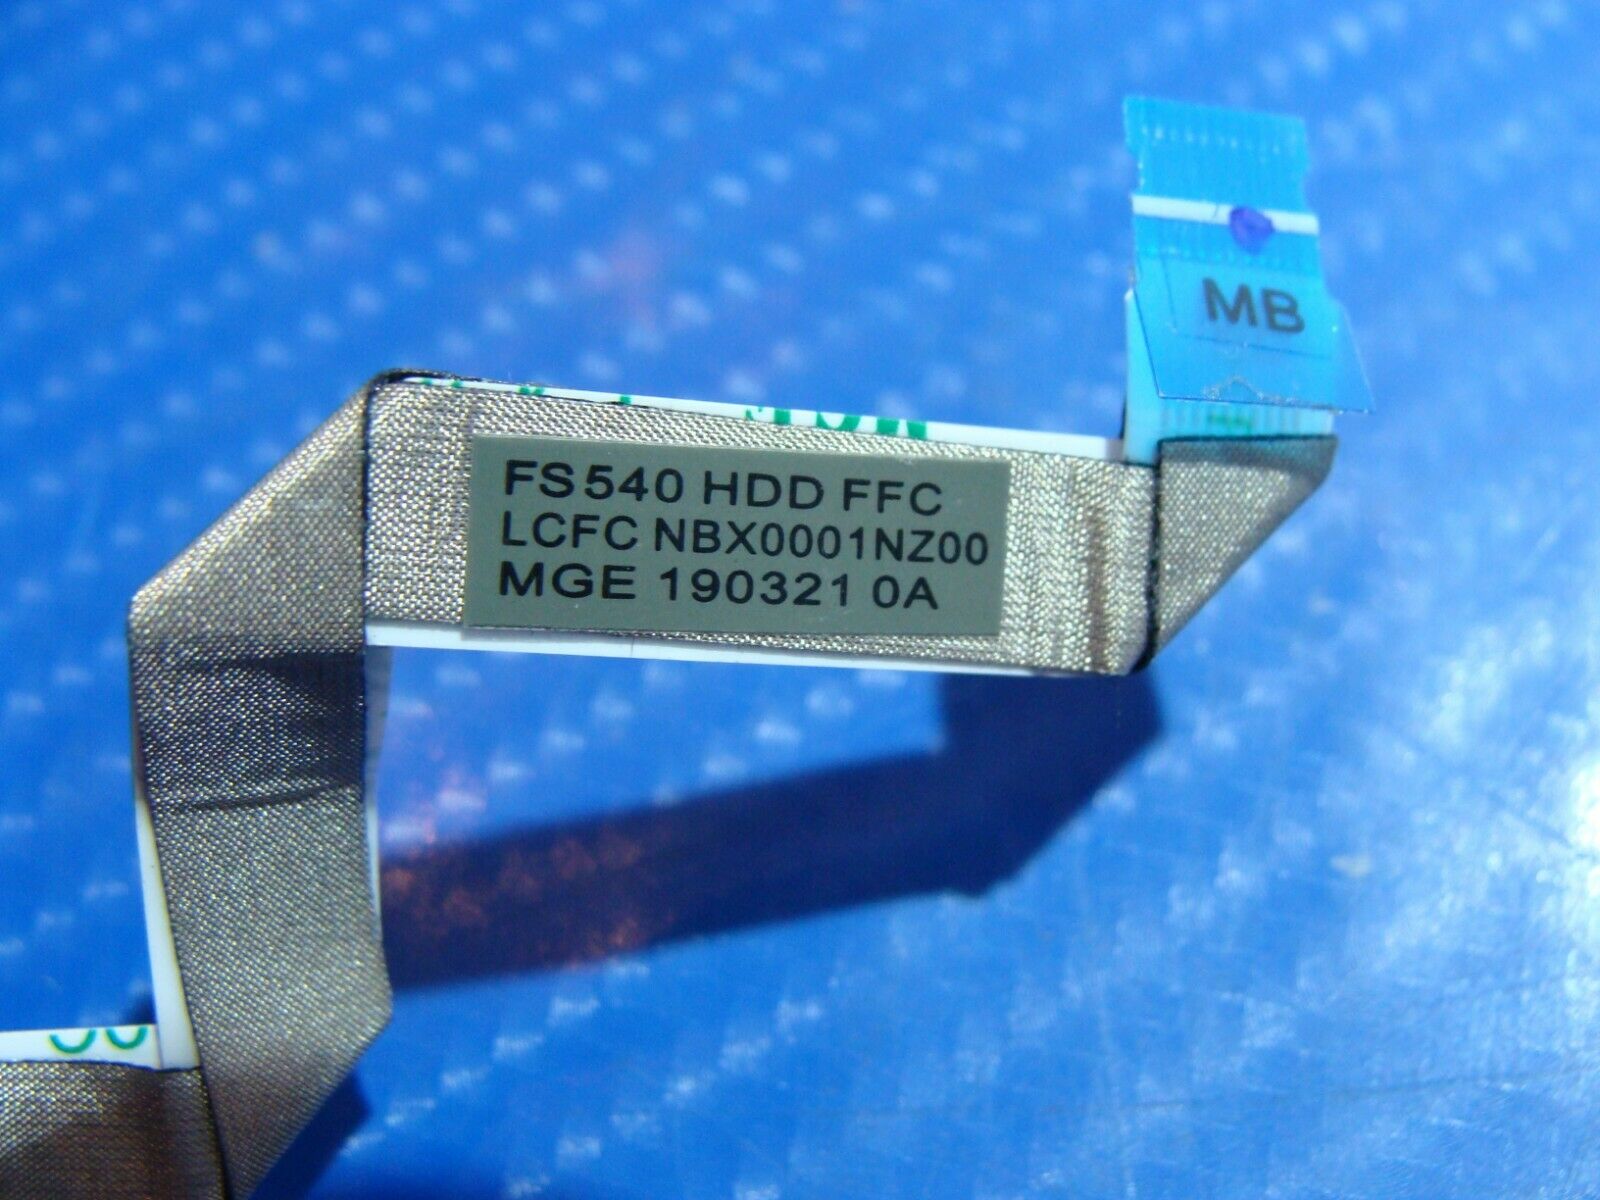 MB
FS540 HDD FFC
LCFC NBX0001NZ00
MGE 190321 0A